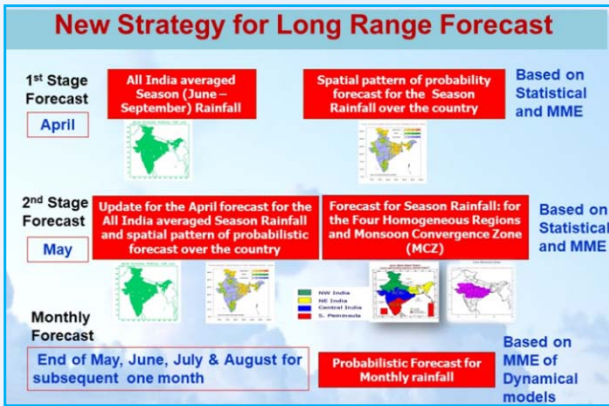 New Strategy for Long Range Forecast
1st Stage
Forecast
April
All India averaged
Season (June –
September) Rainfall
Spatial pattern of probability
forecast for the Season
Rainfall over the country
Based on
Statistical
and MME
2nd Stage
Forecast
May
Update for the April forecast for the
All India averaged Season Rainfall
and spatial pattern of probabilistic
forecast over the country
Forecast for Season Rainfall: for
the Four Homogeneous Regions
and Monsoon Convergence Zone
(MCZ)
Based on
Statistical
and MME
NW India
NE India
Central India
S. Peninsula
Monthly
Forecast
End of May, June, July & August for
subsequent one month
Probabilistic Forecast for
Monthly rainfall
Based on
MME of
Dynamical
models